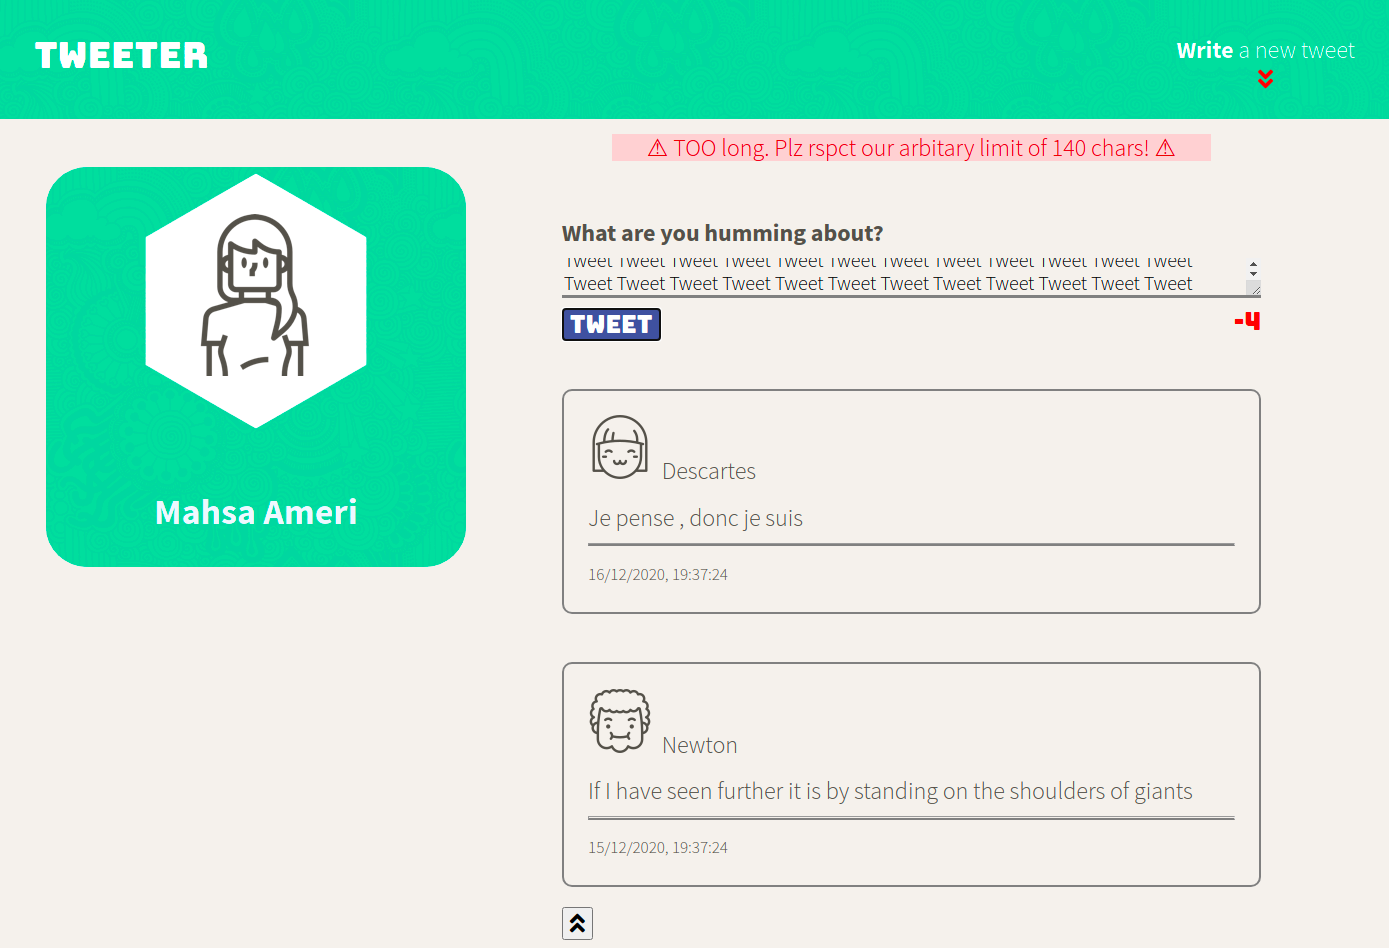 TWEETER
Write a new tweet
⚠ TOO long. Plz rspct our arbitary limit of 140 chars! ⚠
Mahsa Ameri
What are you humming about?
Tweet Tweet Tweet Tweet Tweet Tweet Tweet Tweet Tweet Tweet Tweet Tweet
Tweet Tweet Tweet Tweet Tweet Tweet Tweet Tweet Tweet Tweet Tweet Tweet
TWEET
-4
Descartes
Je pense , donc je suis
16/12/2020, 19:37:24
Newton
If I have seen further it is by standing on the shoulders of giants
15/12/2020, 19:37:24